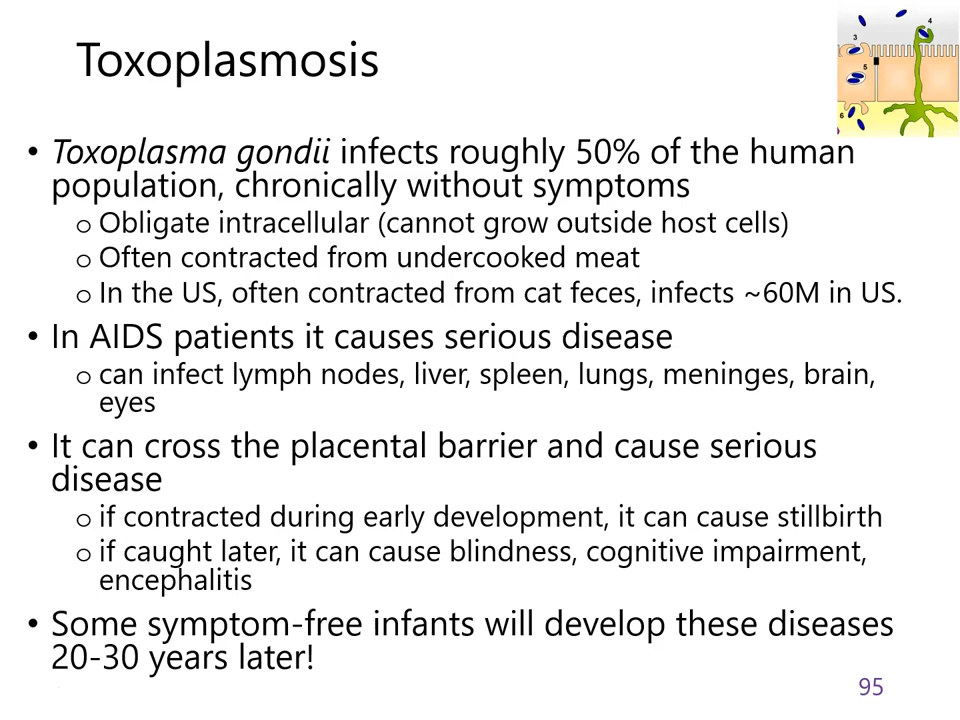 Toxoplasmosis
3
4
5
6
• Toxoplasma gondii infects roughly 50% of the human
population, chronically without symptoms
o Obligate intracellular (cannot grow outside host cells)
o Often contracted from undercooked meat
o In the US, often contracted from cat feces, infects ~60M in US.
• In AIDS patients it causes serious disease
o can infect lymph nodes, liver, spleen, lungs, meninges, brain,
eyes
• It can cross the placental barrier and cause serious
disease
o if contracted during early development, it can cause stillbirth
o if caught later, it can cause blindness, cognitive impairment,
encephalitis
• Some symptom-free infants will develop these diseases
20-30 years later!
95